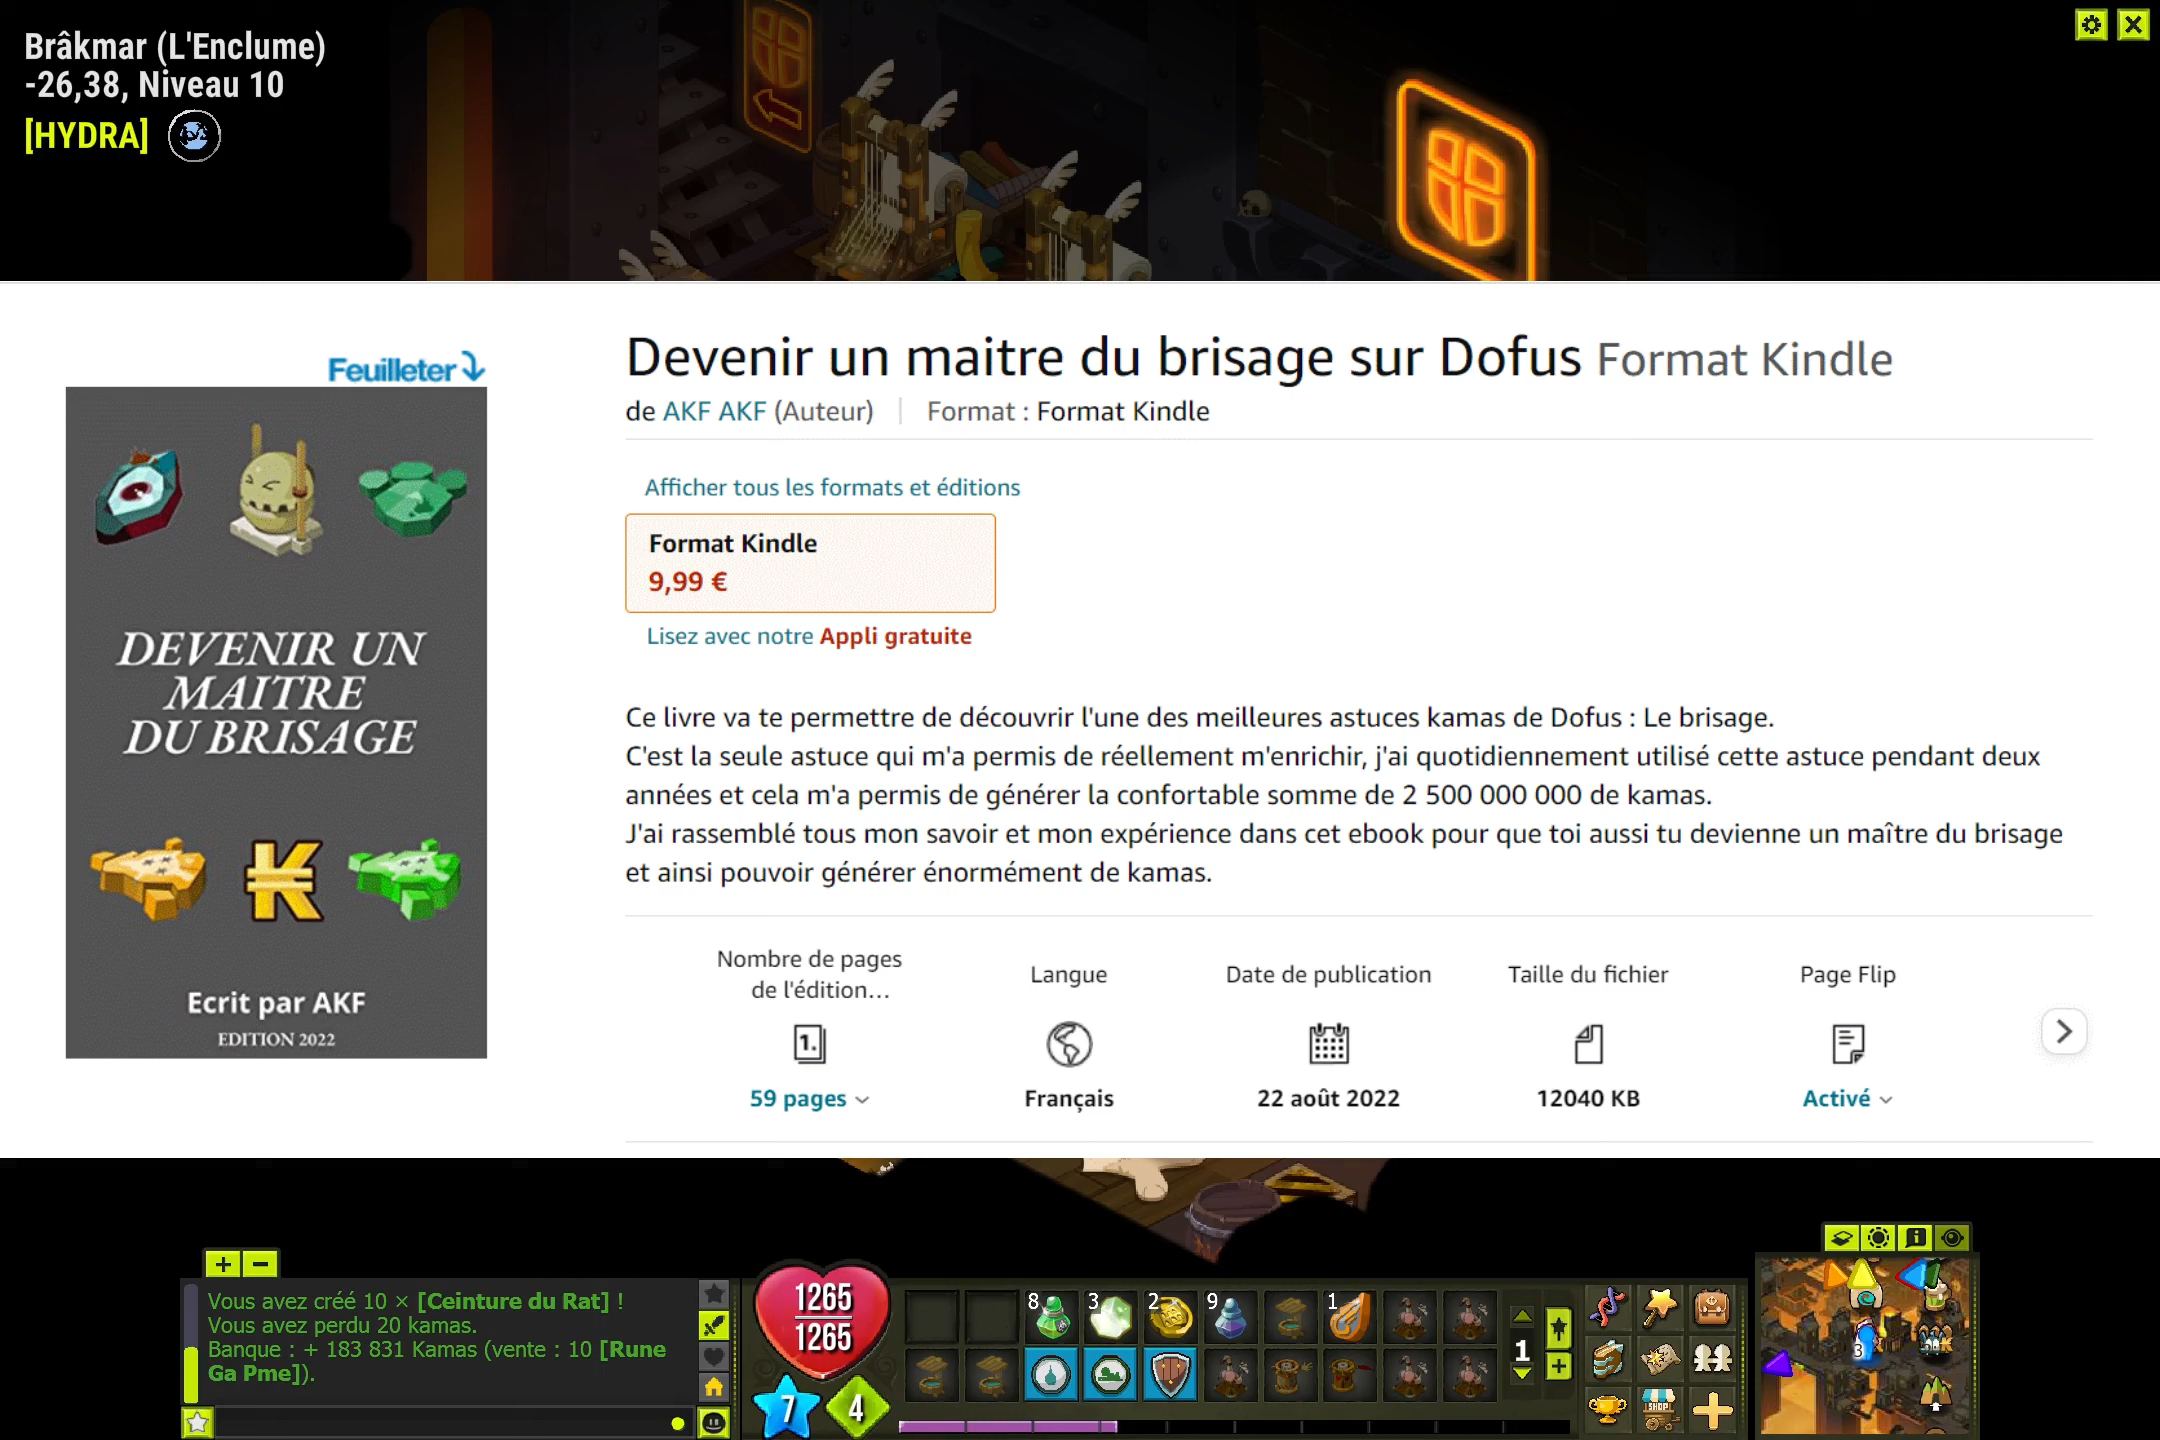 Brâkmar (L'Enclume)
-26,38, Niveau 10
[HYDRA]
Feuilleter
DEVENIR UN
MAITRE
DU BRISAGE
Ecrit par AKF
EDITION 2022
Devenir un maitre du brisage sur Dofus Format Kindle
de AKF AKF (Auteur) | Format : Format Kindle
Afficher tous les formats et éditions
Format Kindle
9,99 €
Lisez avec notre Appli gratuite
Ce livre va te permettre de découvrir l'une des meilleures astuces kamas de Dofus : Le brisage.
C'est la seule astuce qui m'a permis de réellement m'enrichir, j'ai quotidiennement utilisé cette astuce pendant deux
années et cela m'a permis de générer la confortable somme de 2 500 000 000 de kamas.
J'ai rassemblé tous mon savoir et mon expérience dans cet ebook pour que toi aussi tu devienne un maître du brisage
et ainsi pouvoir générer énormément de kamas.
Nombre de pages
de l'édition...
1.
59 pages
Langue
Français
Date de publication
22 août 2022
Taille du fichier
12040 KB
Page Flip
Activé
Vous avez créé 10 × [Ceinture du Rat] !
Vous avez perdu 20 kamas.
Banque : + 183 831 Kamas (vente : 10 [Rune
Ga Pme]).
1265
1265
7
4
8
3
2
9
1
1
SHOP
3